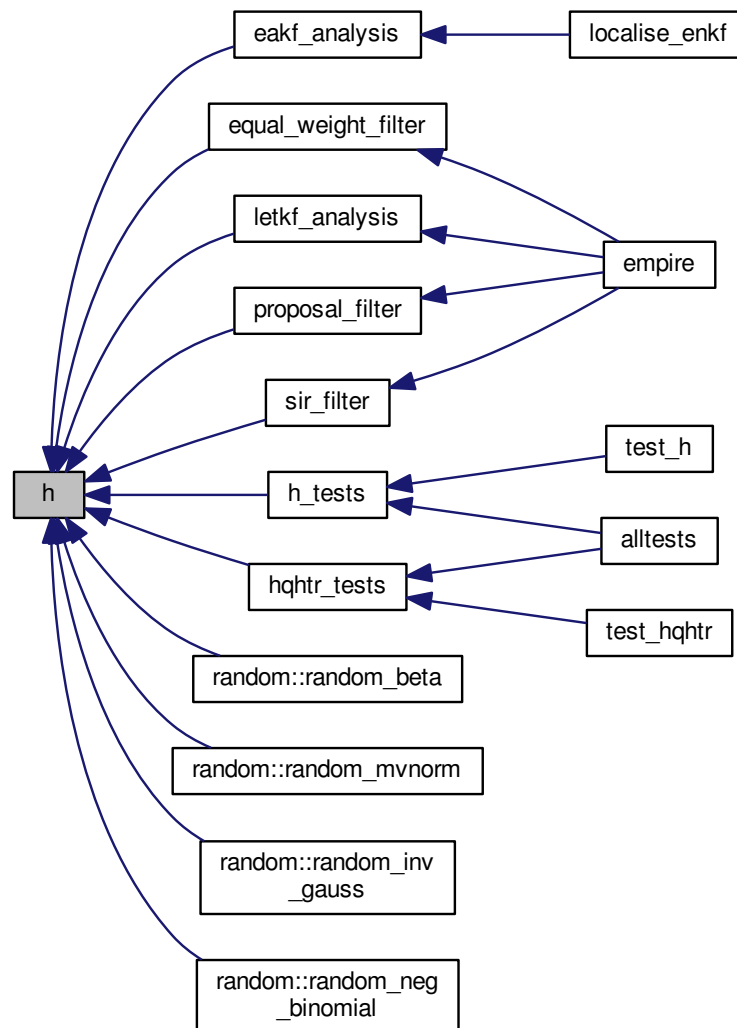 eakf_analysis
localise_enkf
equal_weight_filter
letkf_analysis
empire
proposal_filter
sir_filter
test_h
h
h_tests
alltests
hqhtr_tests
test_hqhtr
random::random_beta
random::random_mvnorm
random::random_inv
_gauss
random::random_neg
_binomial